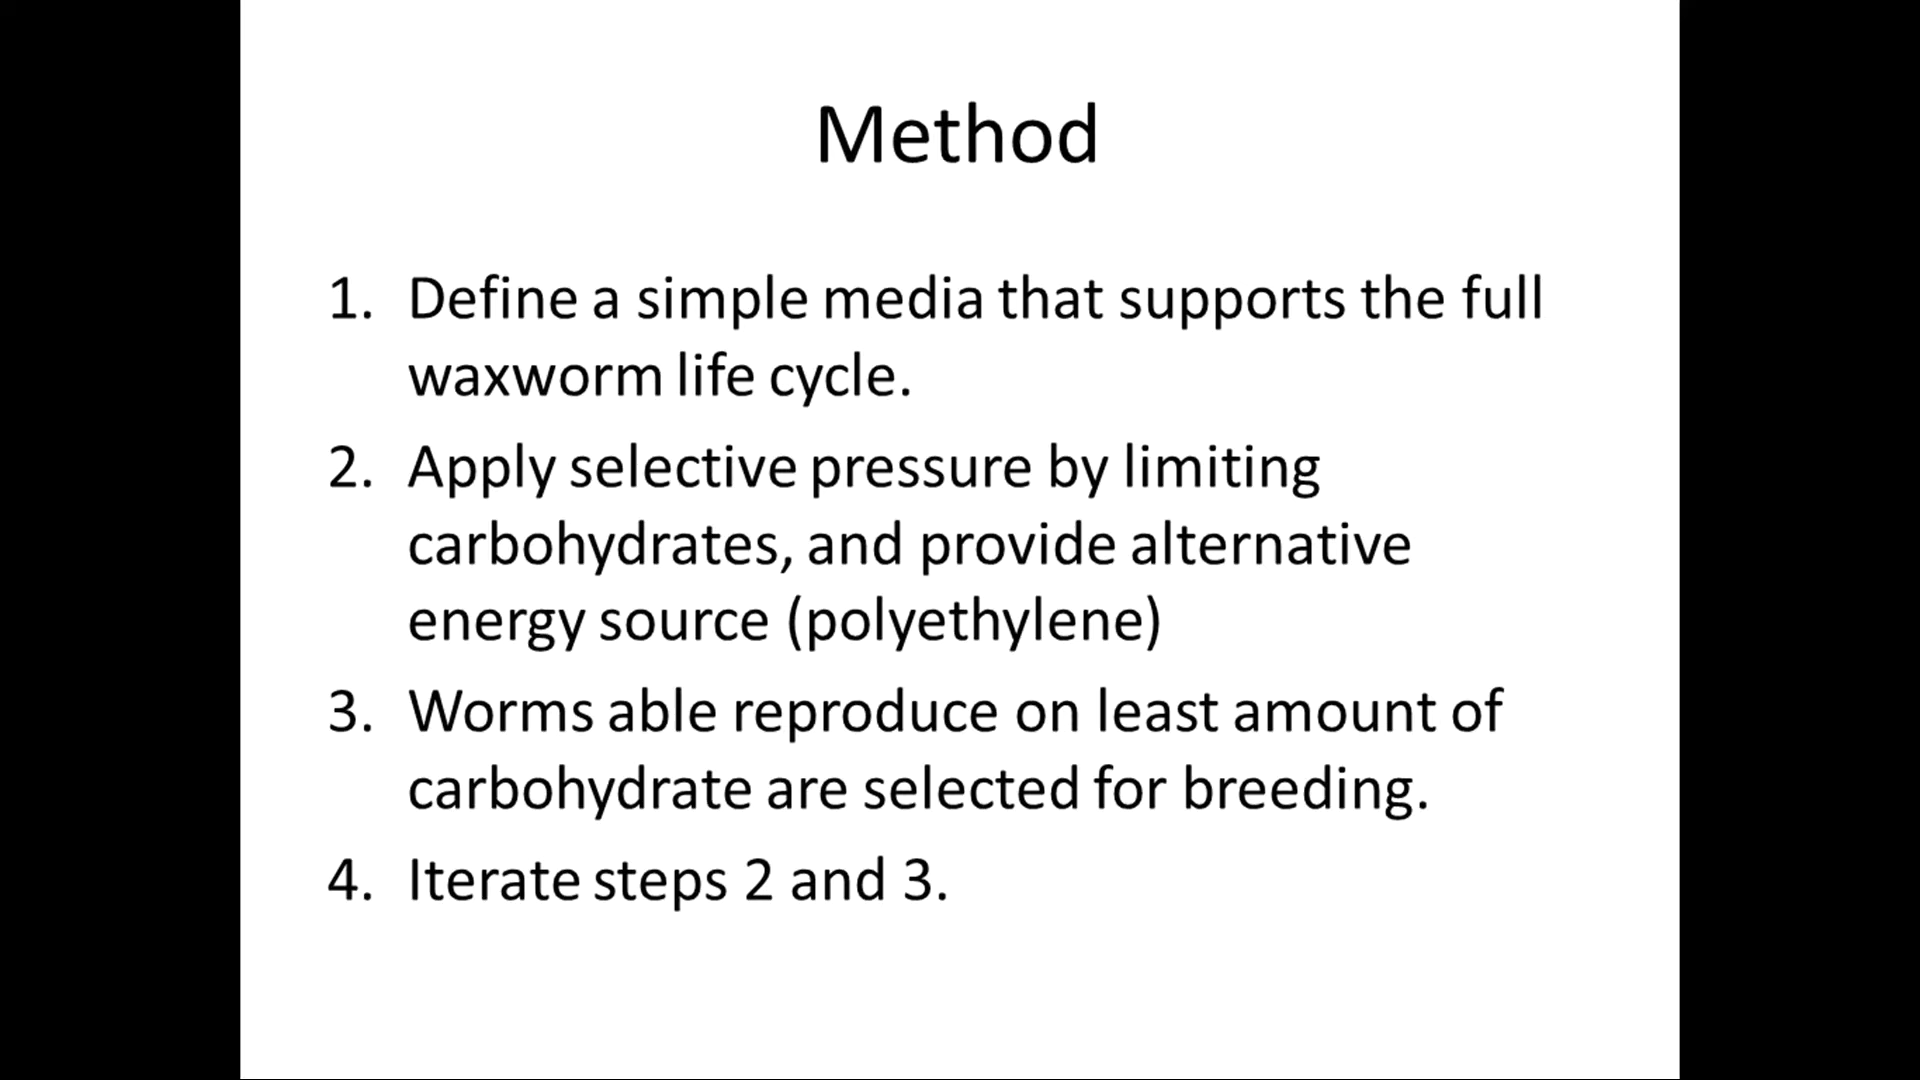 Method
1. Define a simple media that supports the full
waxworm life cycle.
2. Apply selective pressure by limiting
carbohydrates, and provide alternative
energy source (polyethylene)
3. Worms able reproduce on least amount of
carbohydrate are selected for breeding.
4. Iterate steps 2 and 3.